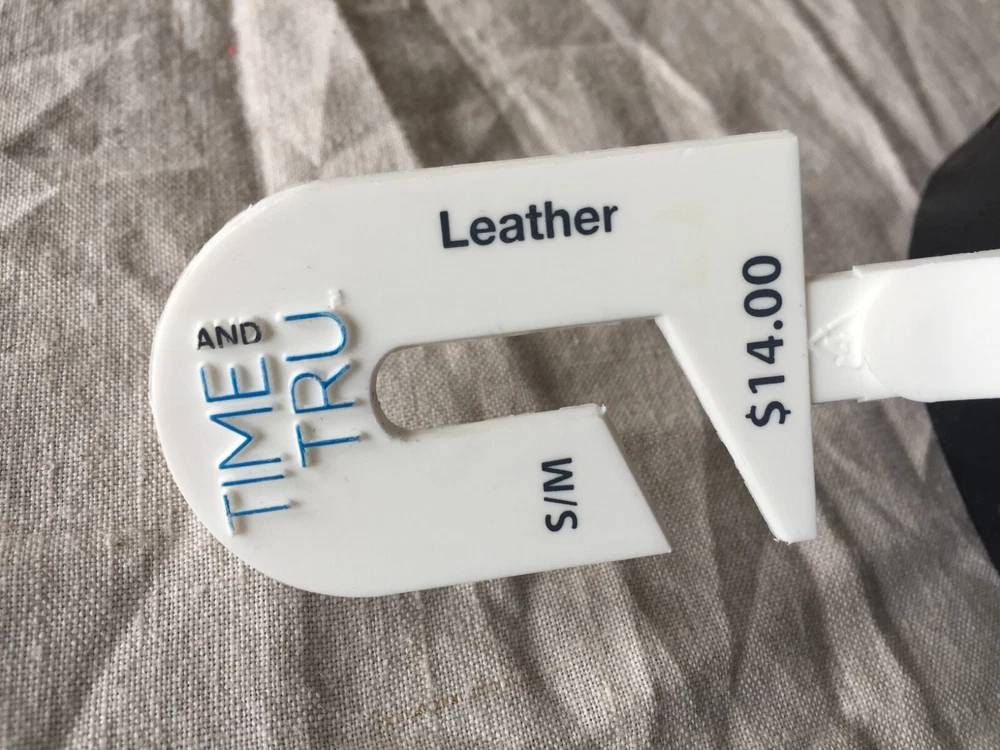 Leather
TIME AND
TRU
$14.00
S/M